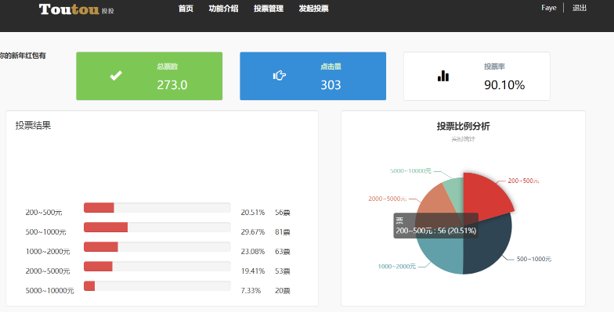 Toutou 投投 首页 功能介绍 投票管理 发起投票 Faye 退出
你的新年红包有
总票数
273.0
点击量
303
投票率
90.10%
投票结果
200~500元 20.51% 56票
500~1000元 29.67% 81票
1000~2000元 23.08% 63票
2000~5000元 19.41% 53票
5000~10000元 7.33% 20票
投票比例分析
实时统计
5000~10000元
200~500元
2000~5000元
票
200~500元 : 56 (20.51%)
500~1000元
1000~2000元